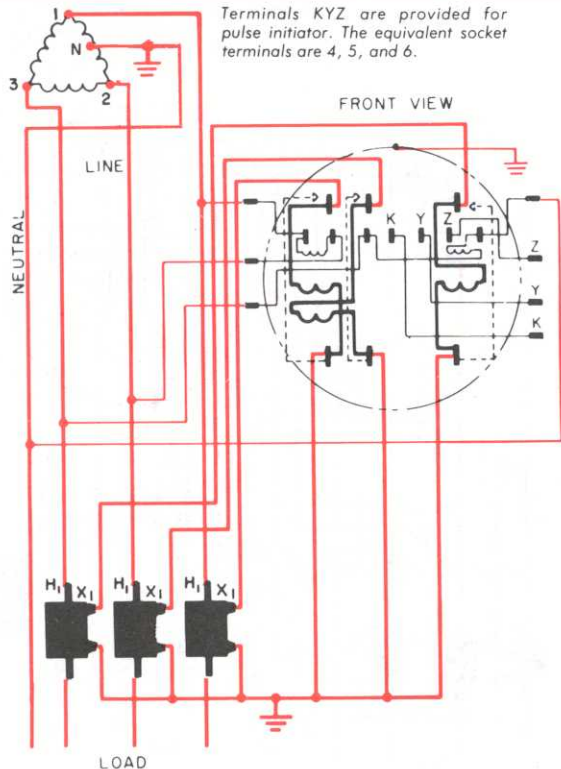 Terminals KYZ are provided for
pulse initiator. The equivalent socket
terminals are 4, 5, and 6.
1
N
3
2
FRONT VIEW
LINE
NEUTRAL
K Y Z
Z
Y
K
H1 X1 H1 X1 H1 X1
LOAD